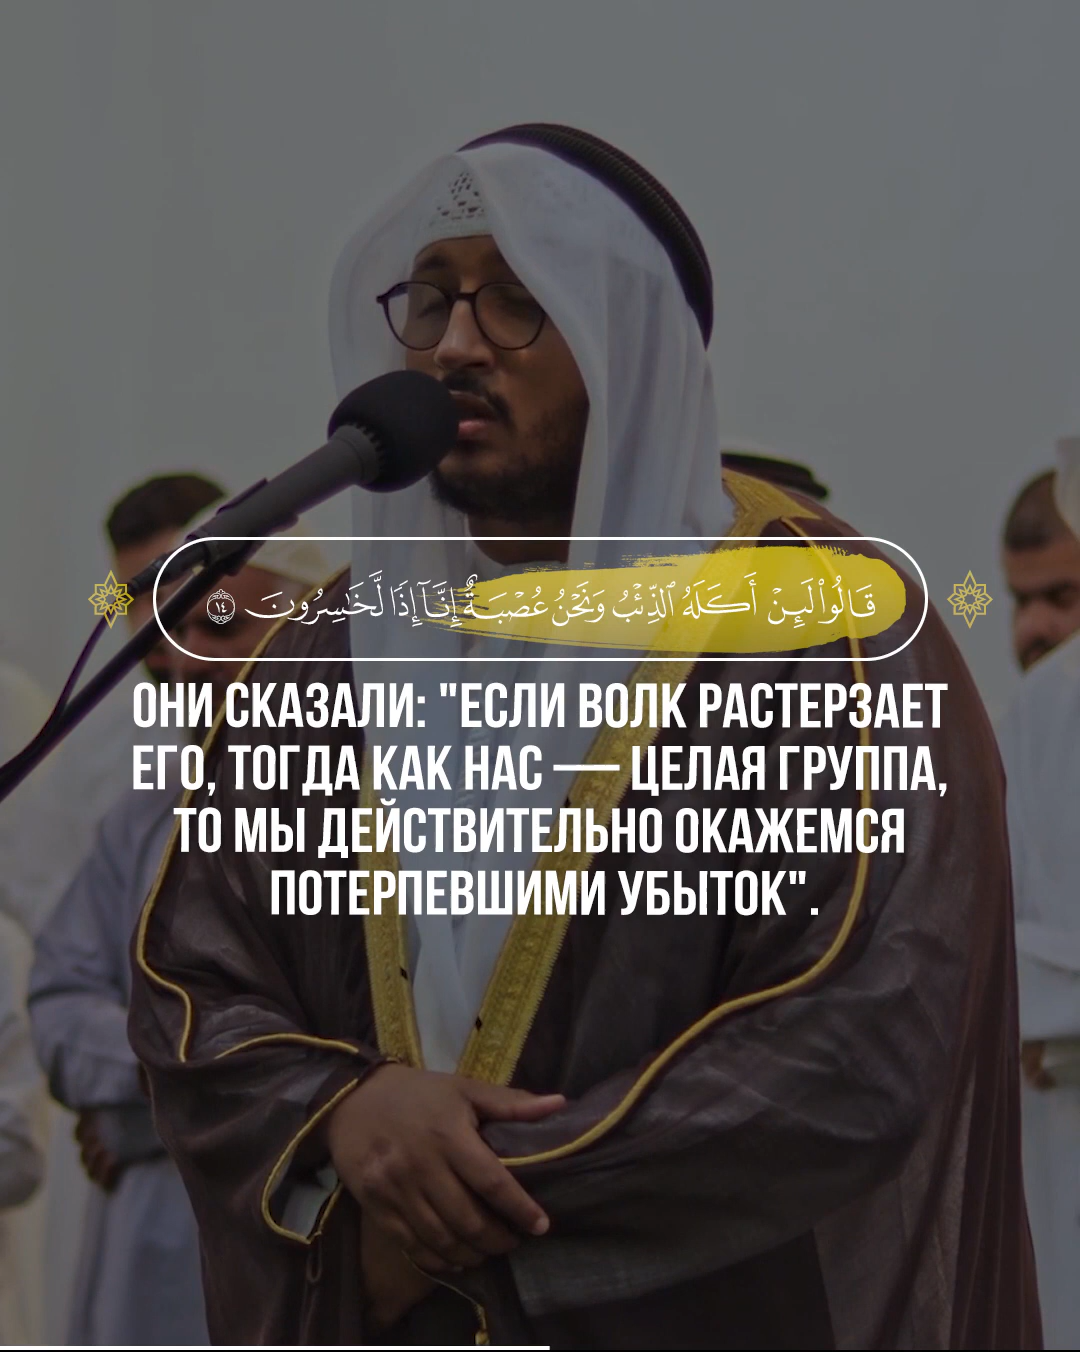 قَالُوا۟ لَئِنْ أَكَلَهُ ٱلذِّئْبُ وَنَحْنُ عُصْبَةٌ إِنَّآ إِذًا لَّخَـٰسِرُونَ ١٤
ОНИ СКАЗАЛИ: "ЕСЛИ ВОЛК РАСТЕРЗАЕТ
ЕГО, ТОГДА КАК НАС — ЦЕЛАЯ ГРУППА,
ТО МЫ ДЕЙСТВИТЕЛЬНО ОКАЖЕМСЯ
ПОТЕРПЕВШИМИ УБЫТОК".